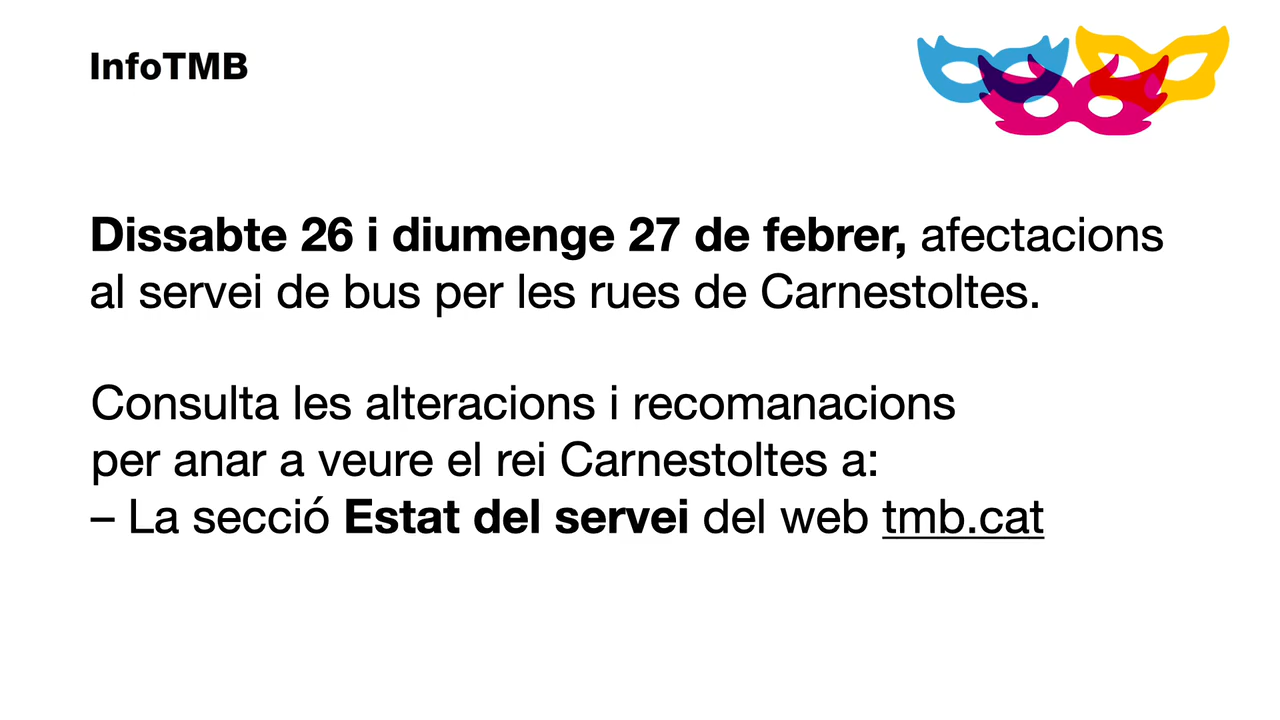 InfoTMB
Dissabte 26 i diumenge 27 de febrer, afectacions
al servei de bus per les rues de Carnestoltes.
Consulta les alteracions i recomanacions
per anar a veure el rei Carnestoltes a:
– La secció Estat del servei del web tmb.cat